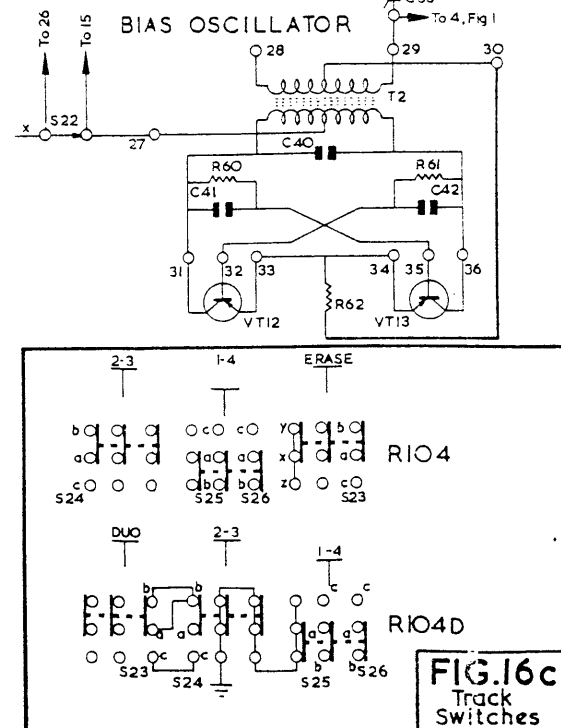 To 26
To 15
BIAS OSCILLATOR
To 4, Fig 1
28
29
30
T2
x
S22
27
C40
R60
R61
C41
C42
31
32
33
34
35
36
R62
VT12
VT13
2-3
1-4
ERASE
b
c
c
y
b
a
a
a
x
a
R104
c
b
b
z
c
S24
S25
S26
S23
DUO
2-3
1-4
b
b
c
c
a
a
a
a
R104D
c
c
b
b
S23
S24
S25
S26
FIG.16c
Track
Switches